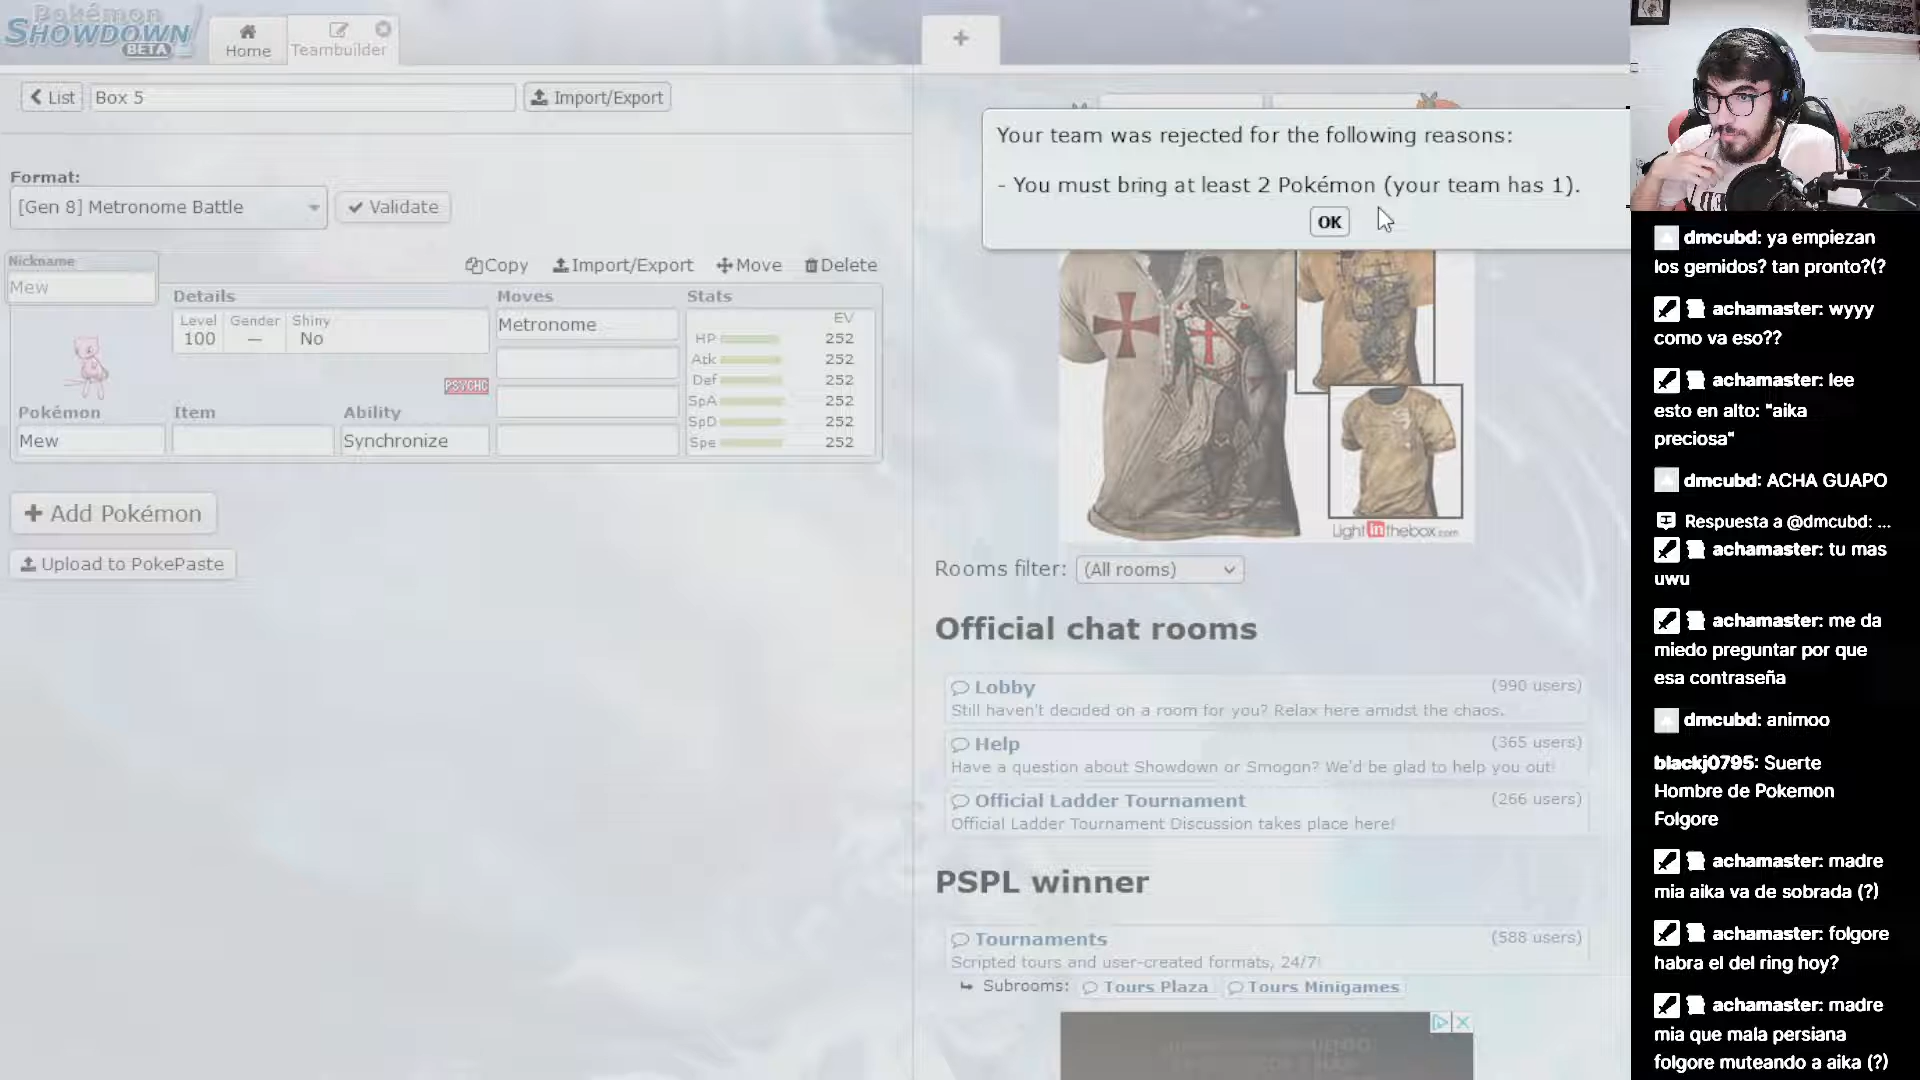 Pokémon
SHOWDOWN
BETA
Home
Teambuilder
List
Box 5
Import/Export
Format:
[Gen 8] Metronome Battle
Validate
Nickname
Mew
Copy
Import/Export
Move
Delete
Details
Moves
Stats
Level
Gender
Shiny
100
—
No
Metronome
EV
HP
252
Atk
252
Def
252
SpA
252
SpD
252
Spe
252
PSYCHC
Pokémon
Item
Ability
Mew
Synchronize
Add Pokémon
Upload to PokePaste
Your team was rejected for the following reasons:
- You must bring at least 2 Pokémon (your team has 1).
OK
Light in thebox.com
Rooms filter:
(All rooms)
Official chat rooms
Lobby
(990 users)
Still haven't decided on a room for you? Relax here amidst the chaos.
Help
(365 users)
Have a question about Showdown or Smogon? We'd be glad to help you out!
Official Ladder Tournament
(266 users)
Official Ladder Tournament Discussion takes place here!
PSPL winner
Tournaments
(588 users)
Scripted tours and user-created formats, 24/7!
Subrooms:
Tours Plaza
Tours Minigames
dmcubd: ya empiezan
los gemidos? tan pronto?(?
achamaster: wyyy
como va eso??
achamaster: lee
esto en alto: "aika
preciosa"
dmcubd: ACHA GUAPO
Respuesta a @dmcubd: ...
achamaster: tu mas
uwu
achamaster: me da
miedo preguntar por que
esa contraseña
dmcubd: animoo
blackj0795: Suerte
Hombre de Pokemon
Folgore
achamaster: madre
mia aika va de sobrada (?)
achamaster: folgore
habra el del ring hoy?
achamaster: madre
mia que mala persiana
folgore muteando a aika (?)